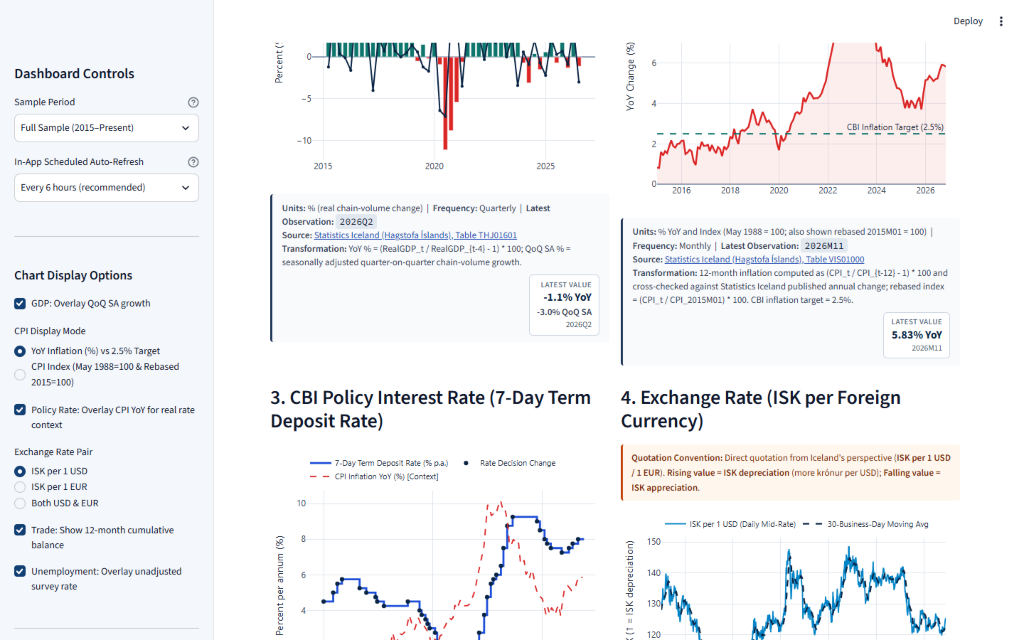 Deploy
Dashboard Controls
Sample Period
Full Sample (2015–Present)
In-App Scheduled Auto-Refresh
Every 6 hours (recommended)
Chart Display Options
GDP: Overlay QoQ SA growth
CPI Display Mode
YoY Inflation (%) vs 2.5% Target
CPI Index (May 1988=100 & Rebased
2015=100)
Policy Rate: Overlay CPI YoY for real rate
context
Exchange Rate Pair
ISK per 1 USD
ISK per 1 EUR
Both USD & EUR
Trade: Show 12-month cumulative
balance
Unemployment: Overlay unadjusted
survey rate
Percent (
0
−5
−10
2015
2020
2025
Units: % (real chain-volume change) | Frequency: Quarterly | Latest
Observation: 2026Q2
Source: Statistics Iceland (Hagstofa Íslands), Table THJ01601
Transformation: YoY % = (RealGDP_t / RealGDP_{t-4} - 1) * 100; QoQ SA % =
seasonally adjusted quarter-on-quarter chain-volume growth.
LATEST VALUE
-1.1% YoY
-3.0% QoQ SA
2026Q2
YoY Change (%)
6
4
2
0
CBI Inflation Target (2.5%)
2016
2018
2020
2022
2024
2026
Units: % YoY and Index (May 1988 = 100; also shown rebased 2015M01 = 100) |
Frequency: Monthly | Latest Observation: 2026M11
Source: Statistics Iceland (Hagstofa Íslands), Table VIS01000
Transformation: 12-month inflation computed as (CPI_t / CPI_{t-12} - 1) * 100 and
cross-checked against Statistics Iceland published annual change; rebased index
= (CPI_t / CPI_2015M01) * 100. CBI inflation target = 2.5%.
LATEST VALUE
5.83% YoY
2026M11
3. CBI Policy Interest Rate (7-Day Term
Deposit Rate)
7-Day Term Deposit Rate (% p.a.)
Rate Decision Change
CPI Inflation YoY (%) [Context]
Percent per annum (%)
10
8
6
4
4. Exchange Rate (ISK per Foreign
Currency)
Quotation Convention: Direct quotation from Iceland's perspective (ISK per 1 USD
/ 1 EUR). Rising value = ISK depreciation (more krónur per USD); Falling value =
ISK appreciation.
ISK per 1 USD (Daily Mid-Rate)
30-Business-Day Moving Avg
(↑ = ISK depreciation)
150
140
130
120